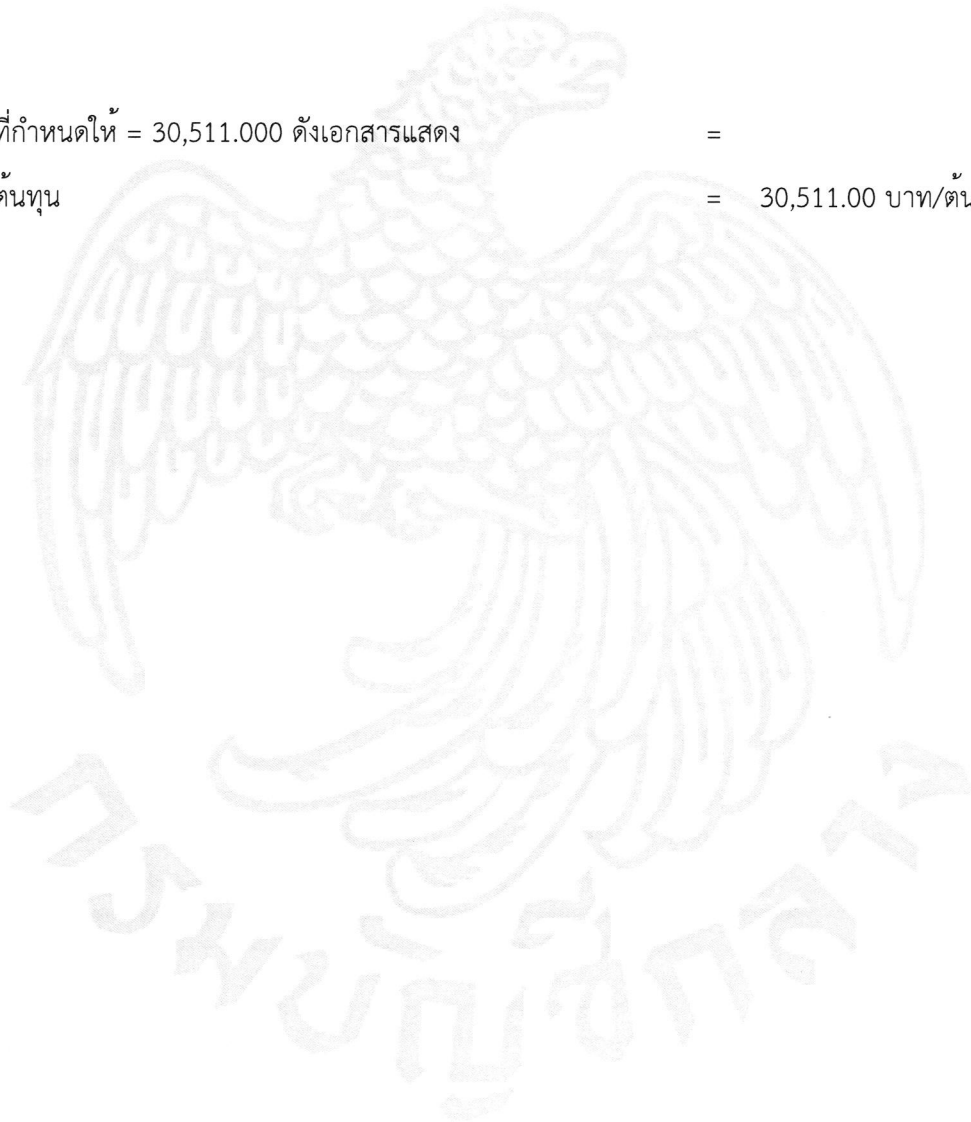 ที่กำหนดให้ = 30,511.000 ดังเอกสารแสดง =
ต้นทุน = 30,511.00 บาท/ต้น
กรมบัญชีกลาง